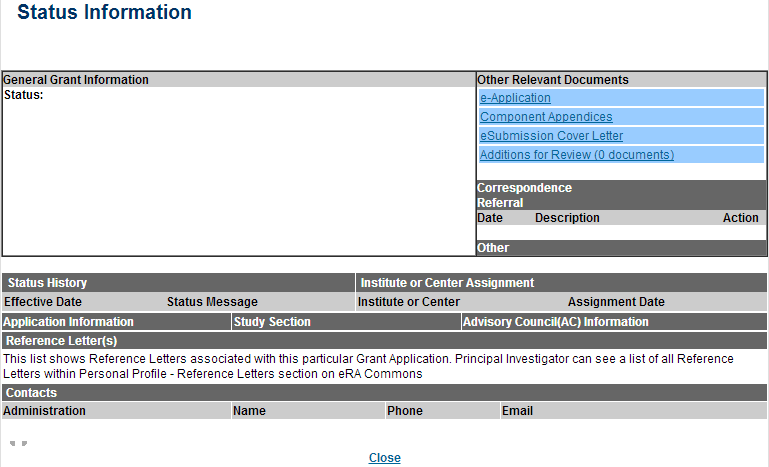 Status Information
General Grant Information
Status:
Other Relevant Documents
e-Application
Component Appendices
eSubmission Cover Letter
Additions for Review (0 documents)
Correspondence
Referral
Date Description Action
Other
Status History Institute or Center Assignment
Effective Date Status Message Institute or Center Assignment Date
Application Information Study Section Advisory Council(AC) Information
Reference Letter(s)
This list shows Reference Letters associated with this particular Grant Application. Principal Investigator can see a list of all Reference
Letters within Personal Profile - Reference Letters section on eRA Commons
Contacts
Administration Name Phone Email
Close